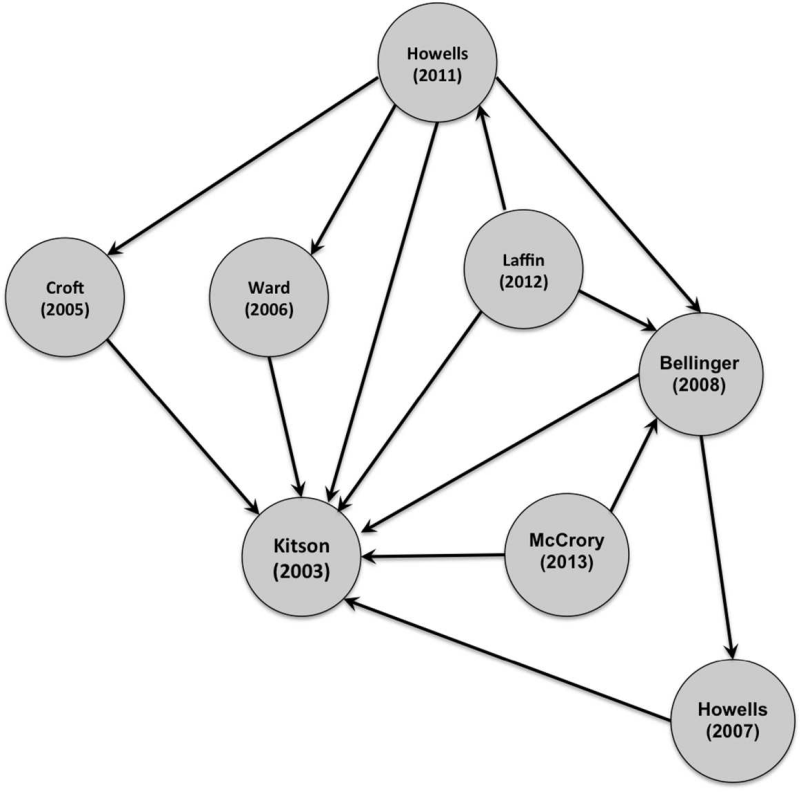 Howells
(2011)
Laffin
(2012)
Croft
(2005)
Ward
(2006)
Bellinger
(2008)
Kitson
(2003)
McCrory
(2013)
Howells
(2007)